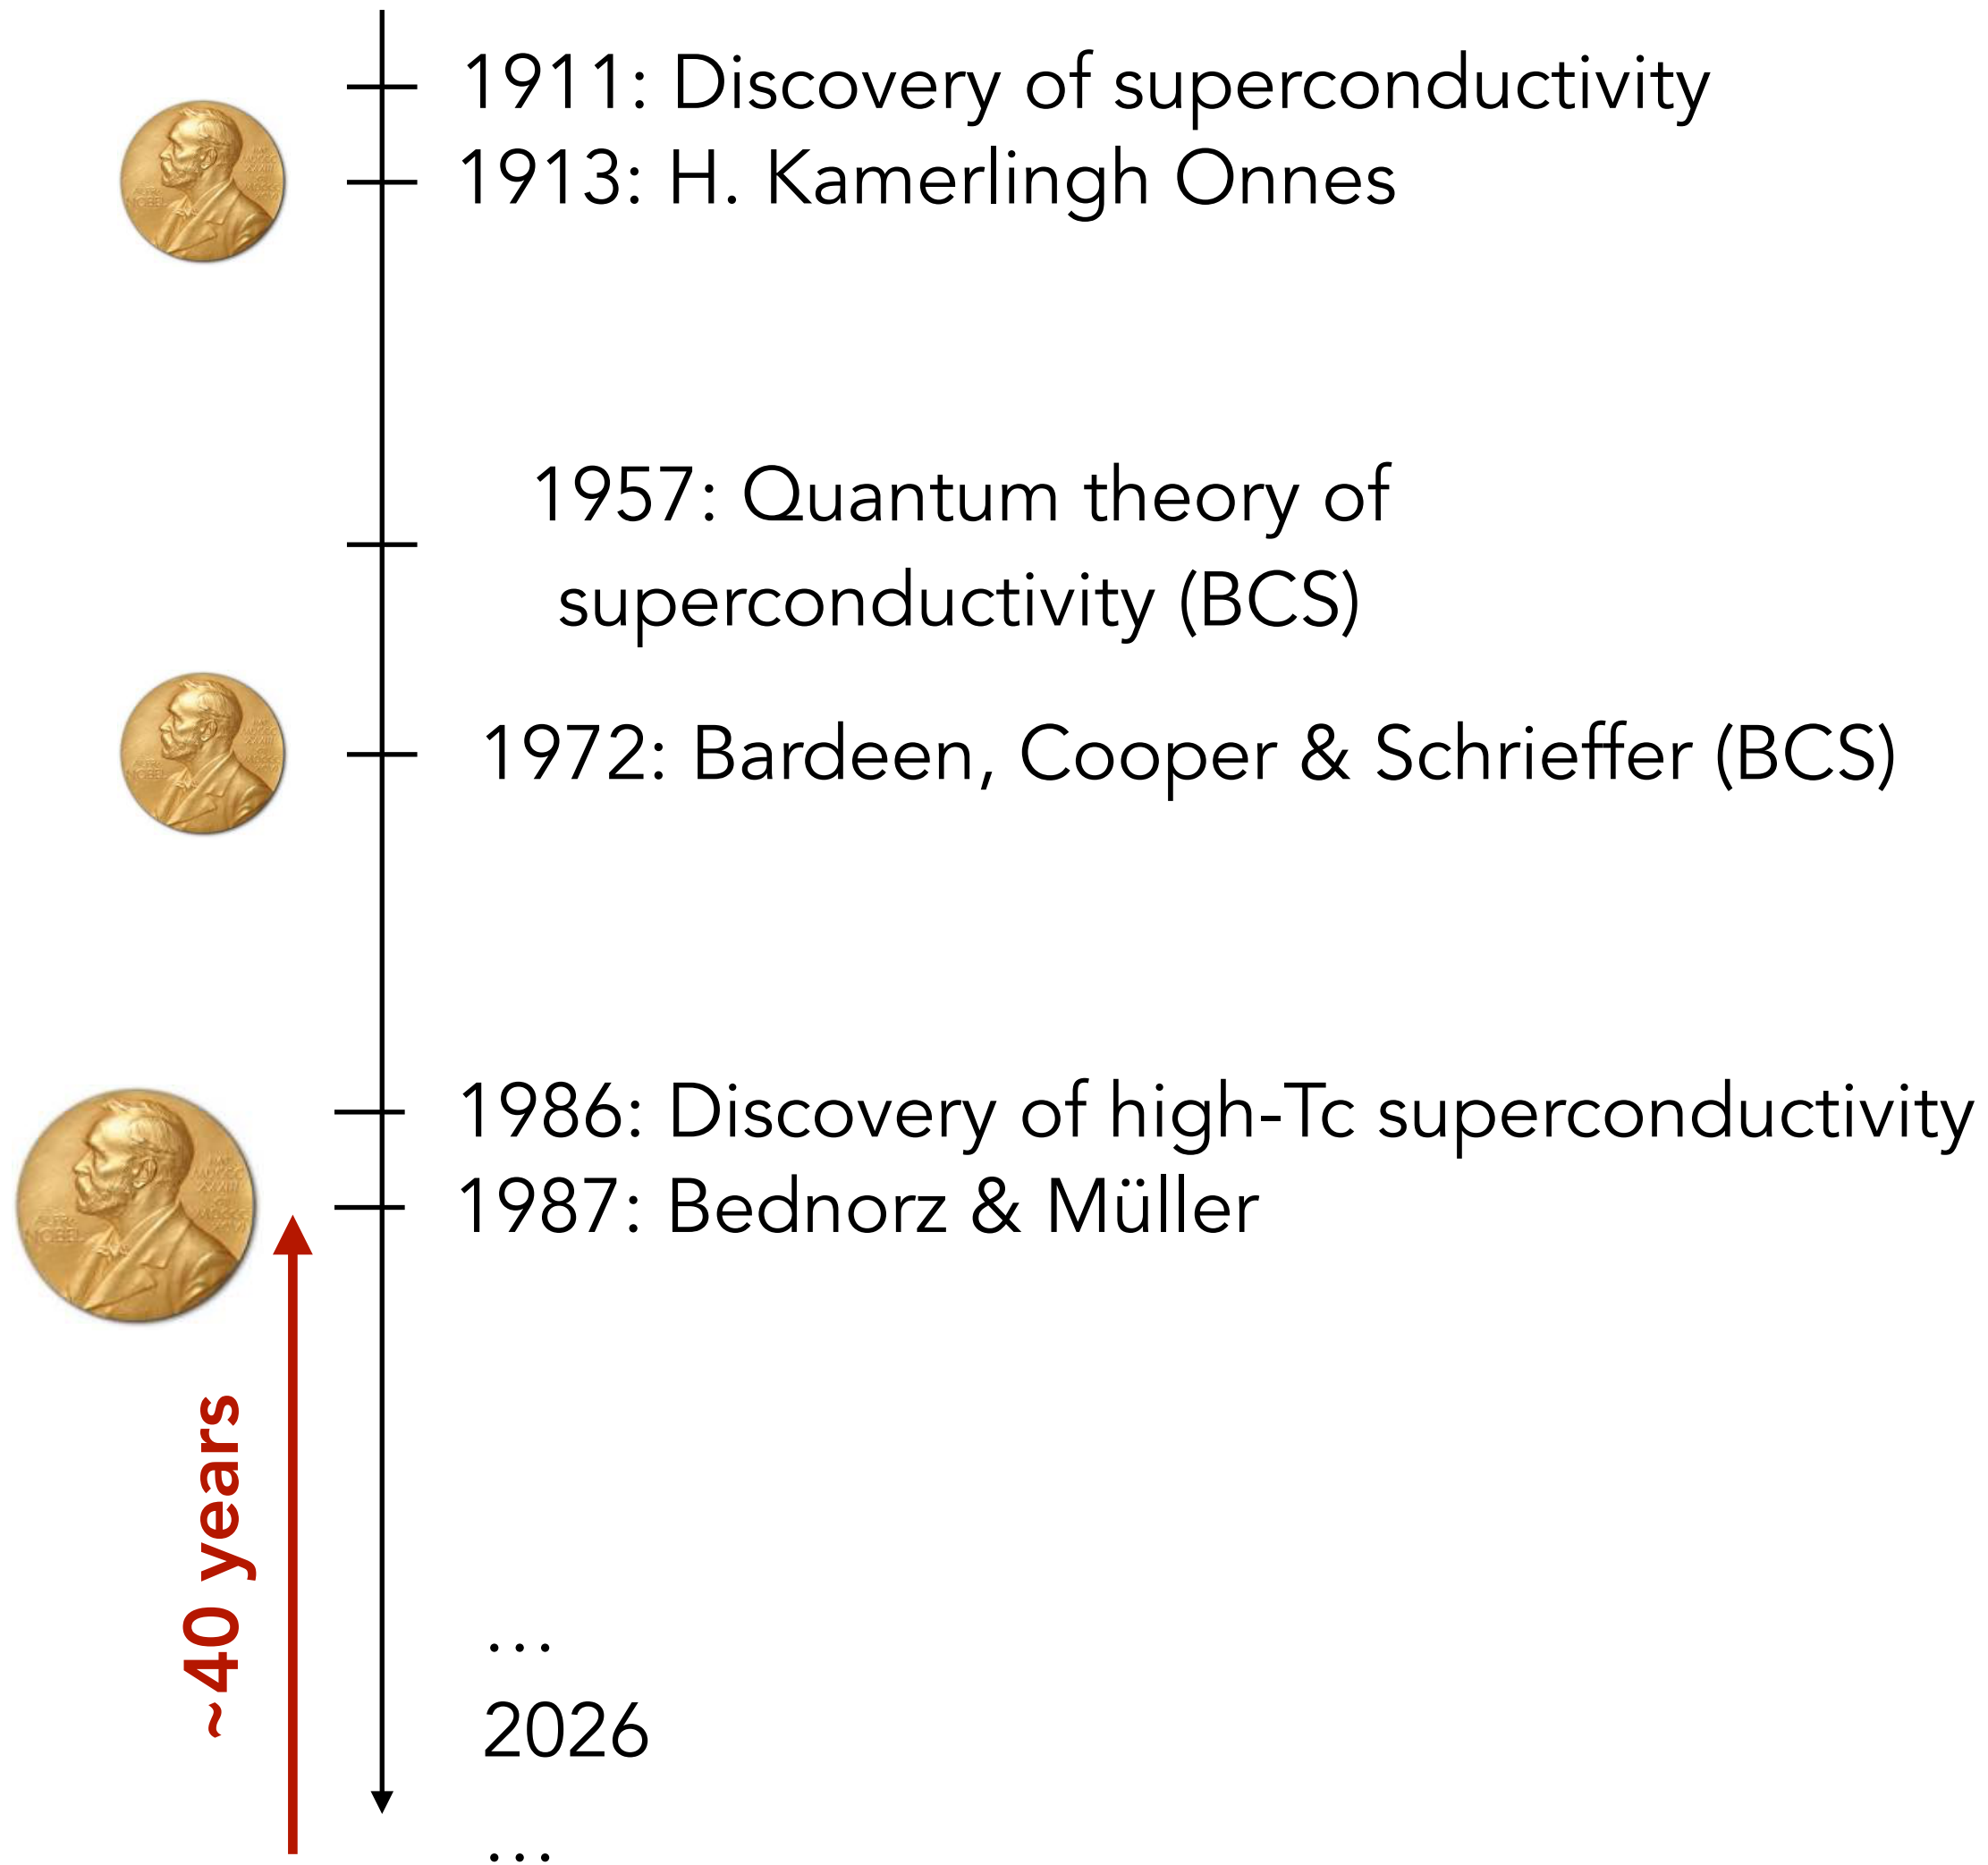 1911: Discovery of superconductivity
1913: H. Kamerlingh Onnes
1957: Quantum theory of
superconductivity (BCS)
1972: Bardeen, Cooper & Schrieffer (BCS)
1986: Discovery of high-Tc superconductivity
1987: Bednorz & Müller
~40 years
...
2026
...